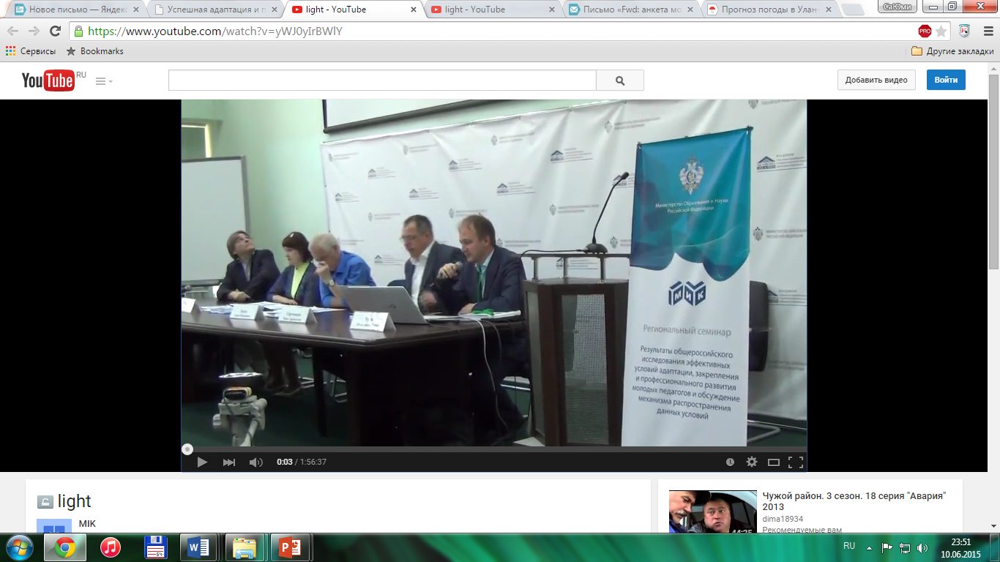 Новое письмо — Яндекс
Успешная адаптация и п
light - YouTube
light - YouTube
Письмо «Fwd: анкета мо
Прогноз погоды в Улан-
СаЮми
https://www.youtube.com/watch?v=yWJ0yIrBWlY
PRO
Сервисы
Bookmarks
Другие закладки
YouTube RU
Добавить видео
Войти
Министерство Образования и Науки
Российской Федерации
МИК
Региональный семинар
Результаты общероссийского
исследования эффективных
условий адаптации, закрепления
и профессионального развития
молодых педагогов и обсуждение
механизма распространения
данных условий
0:03 / 1:56:37
light
MIK
Чужой район. 3 сезон. 18 серия "Авария"
2013
dima18934
Рекомендуемые вам
44:25
64
RU
23:51
10.06.2015